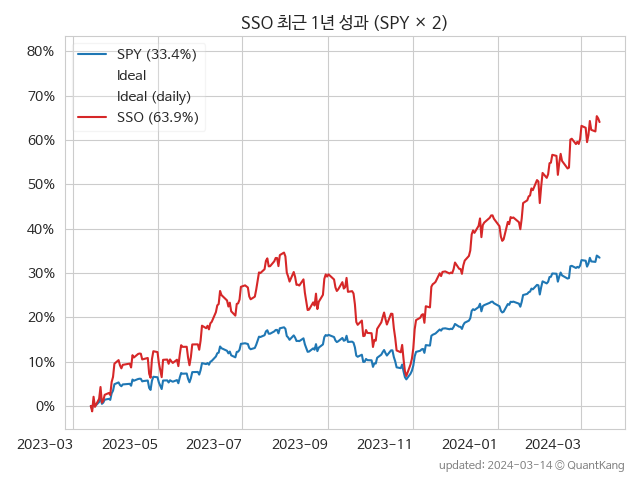 SSO 최근 1년 성과 (SPY × 2)
80%
70%
60%
50%
40%
30%
20%
10%
0%
SPY (33.4%)
Ideal
Ideal (daily)
SSO (63.9%)
2023-03
2023-05
2023-07
2023-09
2023-11
2024-01
2024-03
updated: 2024-03-14 © QuantKang